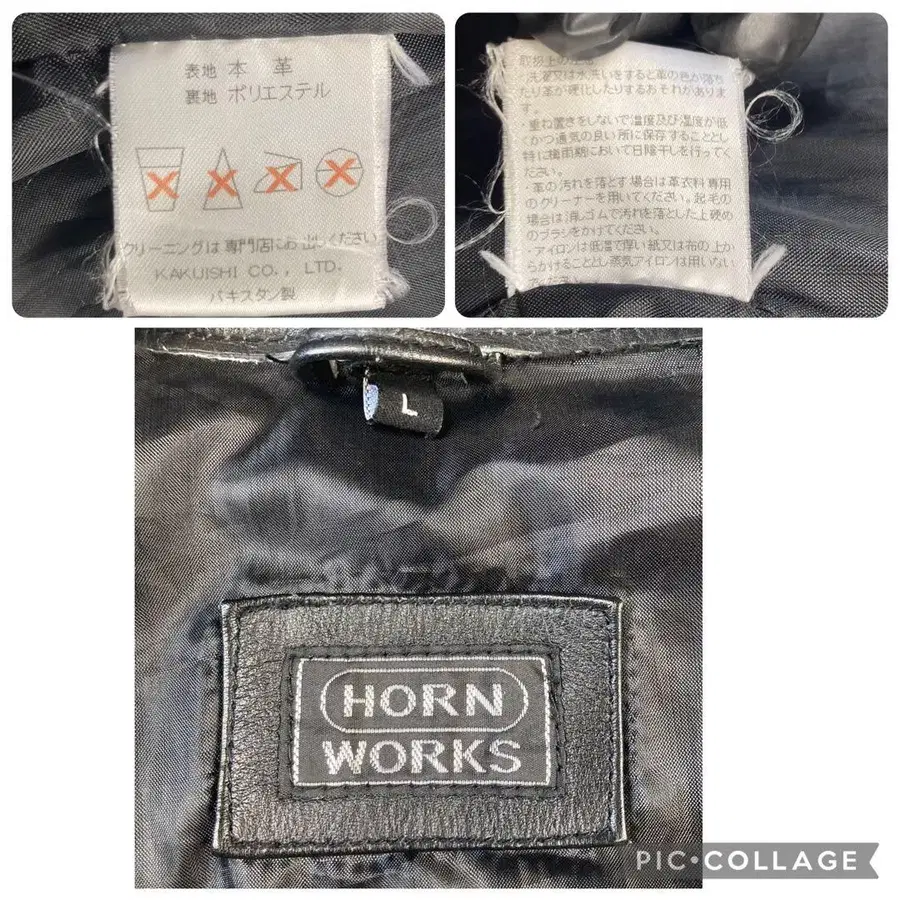 表地 本 革
裏地 ポリエステル
クリーニングは 専門店にお 出しください
KAKUISHI CO., LTD.
パキスタン製
取扱上の注意
・洗濯又は水洗いをすると革の色が落ち
たり革が硬化したりするおそれがありま
す。
・重ね置きをしないで温度及び湿度が低
くかつ通気の良い所に保存することとし
特に梅雨期において日陰干しを行ってく
ださい。
・革の汚れを落とす場合は革衣料専用
のクリーナーを用いてください。起毛の
場合は消しゴムで汚れを落とした上硬め
のブラシをかけてください。
・アイロンは低温で厚い紙又は布の上か
らかけることとし蒸気アイロンは用いない
でください
L
HORN
WORKS
PIC•COLLAGE